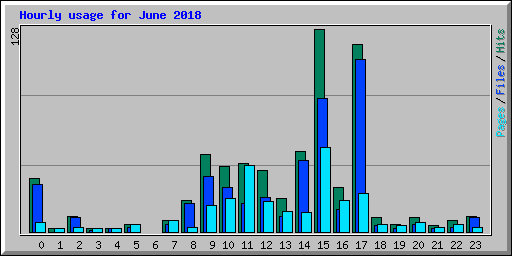 Hourly usage for June 2018
128
Pages/Files/Hits
0 1 2 3 4 5 6 7 8 9 10 11 12 13 14 15 16 17 18 19 20 21 22 23